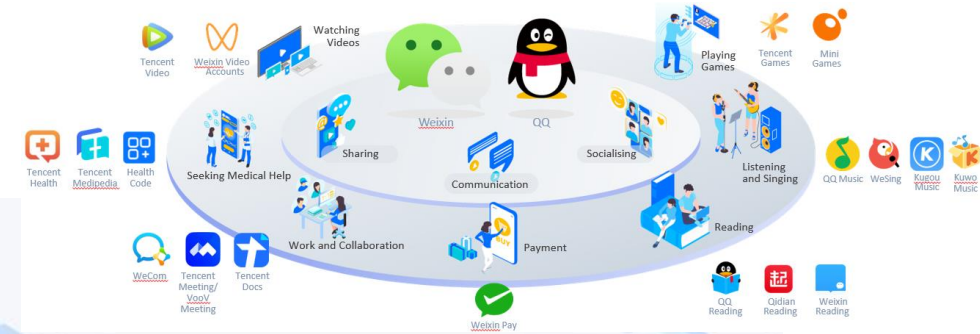 Watching
Videos
Tencent
Video
Weixin Video
Accounts
Playing
Games
Tencent
Games
Mini
Games
Weixin
QQ
Sharing
Socialising
Communication
Seeking Medical Help
Tencent
Health
Tencent
Medipedia
Health
Code
Listening
and Singing
QQ Music
WeSing
K
Kugou
Music
K
Kuwo
Music
Work and Collaboration
WeCom
Tencent
Meeting/
VooV
Meeting
Tencent
Docs
BUY
Payment
Weixin Pay
Reading
QQ
Reading
起
Qidian
Reading
Weixin
Reading